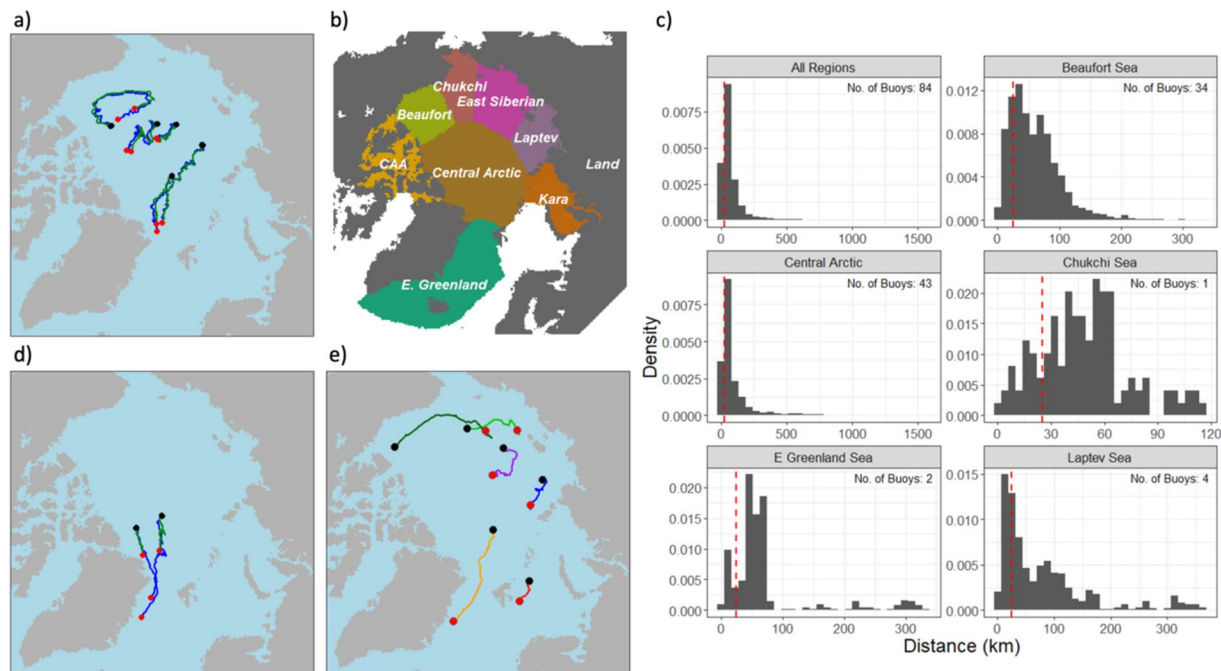 a)
b)
Chukchi
East Siberian
Beaufort
Laptev
CAA
Central Arctic
Land
Kara
E. Greenland
c)
All Regions
No. of Buoys: 84
0.0075
0.0050
0.0025
0.0000
0
500
1000
1500
Beaufort Sea
No. of Buoys: 34
0.012
0.008
0.004
0.000
0
100
200
300
Central Arctic
No. of Buoys: 43
0.0075
0.0050
0.0025
0.0000
0
500
1000
1500
Chukchi Sea
No. of Buoys: 1
0.020
0.015
0.010
0.005
0.000
0
30
60
90
120
E Greenland Sea
No. of Buoys: 2
0.020
0.015
0.010
0.005
0.000
0
100
200
300
Laptev Sea
No. of Buoys: 4
0.015
0.010
0.005
0.000
0
100
200
300
Density
Distance (km)
d)
e)